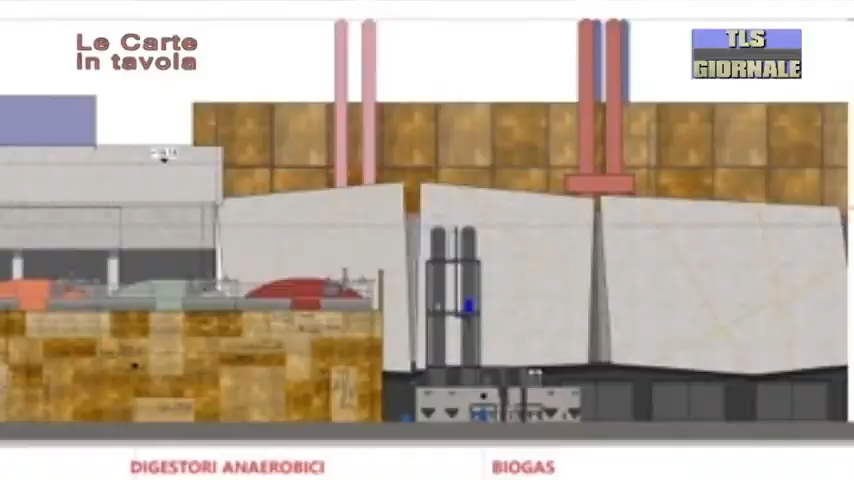 Le Carte
in tavola
TLS
GIORNALE
DIGESTORI ANAEROBICI
BIOGAS